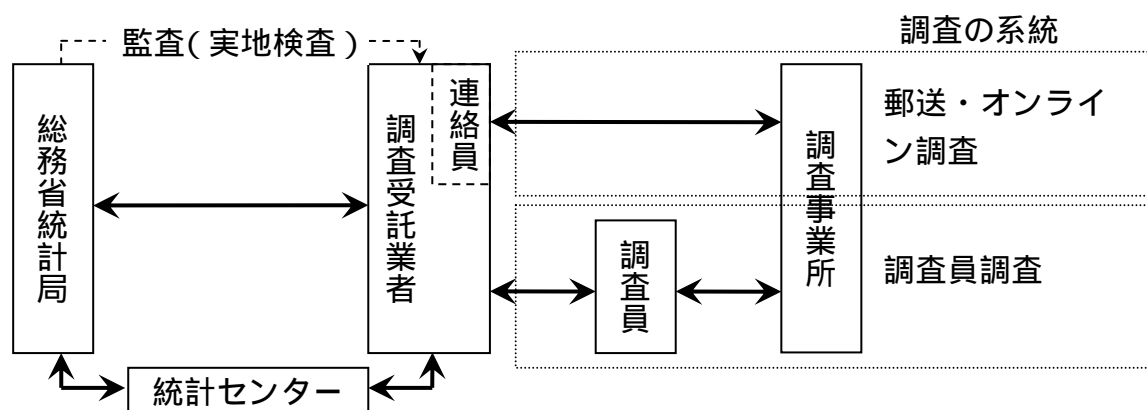 調査の系統
監査(実地検査)
総務省統計局
調査受託業者
連絡員
調査事業所
郵送・オンライ
ン調査
調査員
調査員調査
統計センター